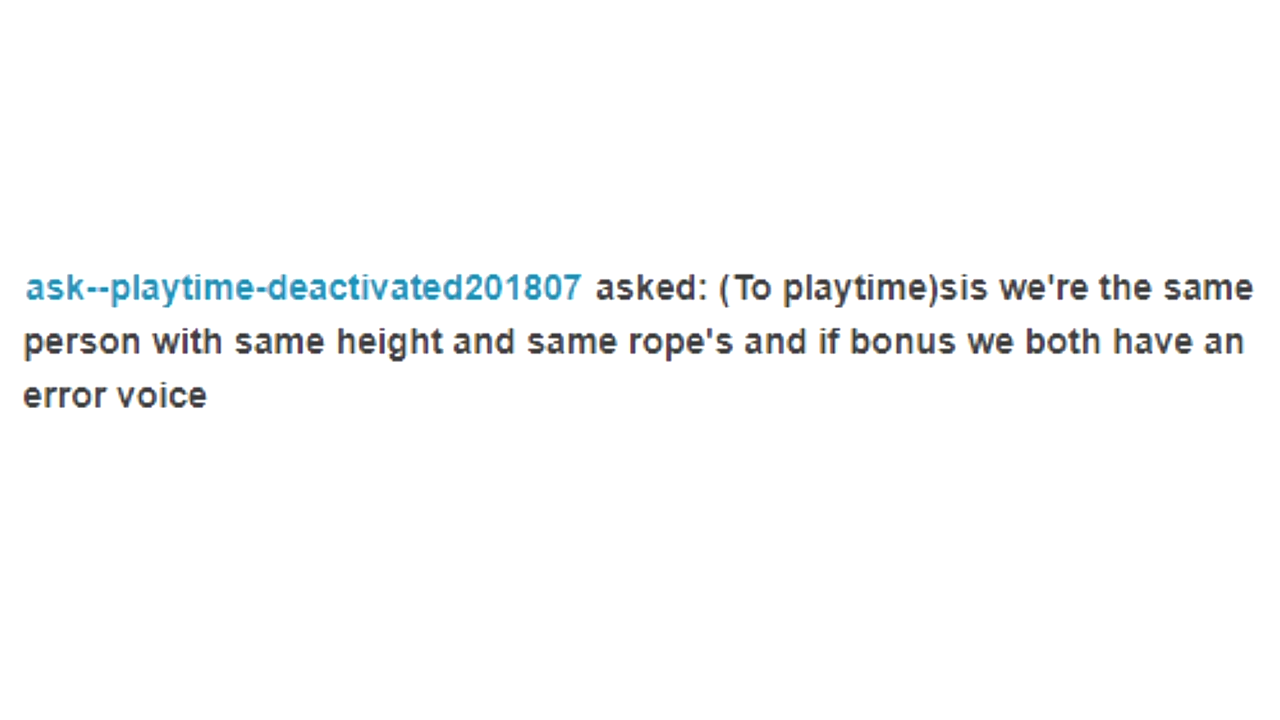 ask--playtime-deactivated201807 asked: (To playtime)sis we're the same
person with same height and same rope's and if bonus we both have an
error voice